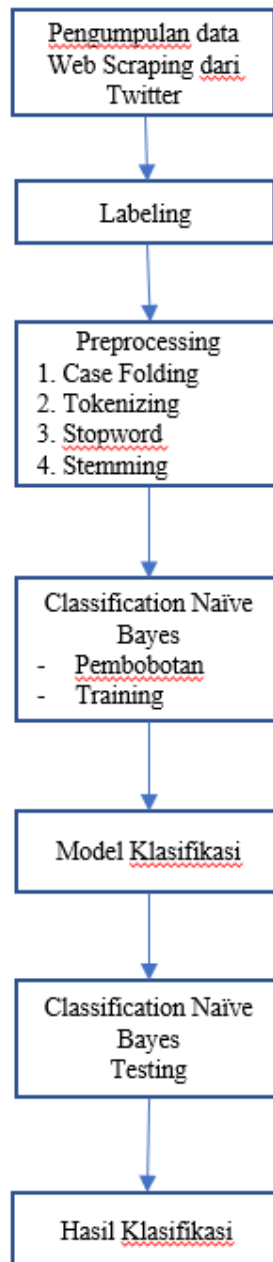 Pengumpulan data
Web Scraping dari
Twitter
Labeling
Preprocessing
1. Case Folding
2. Tokenizing
3. Stopword
4. Stemming
Classification Naïve
Bayes
- Pembobotan
- Training
Model Klasifikasi
Classification Naïve
Bayes
Testing
Hasil Klasifikasi